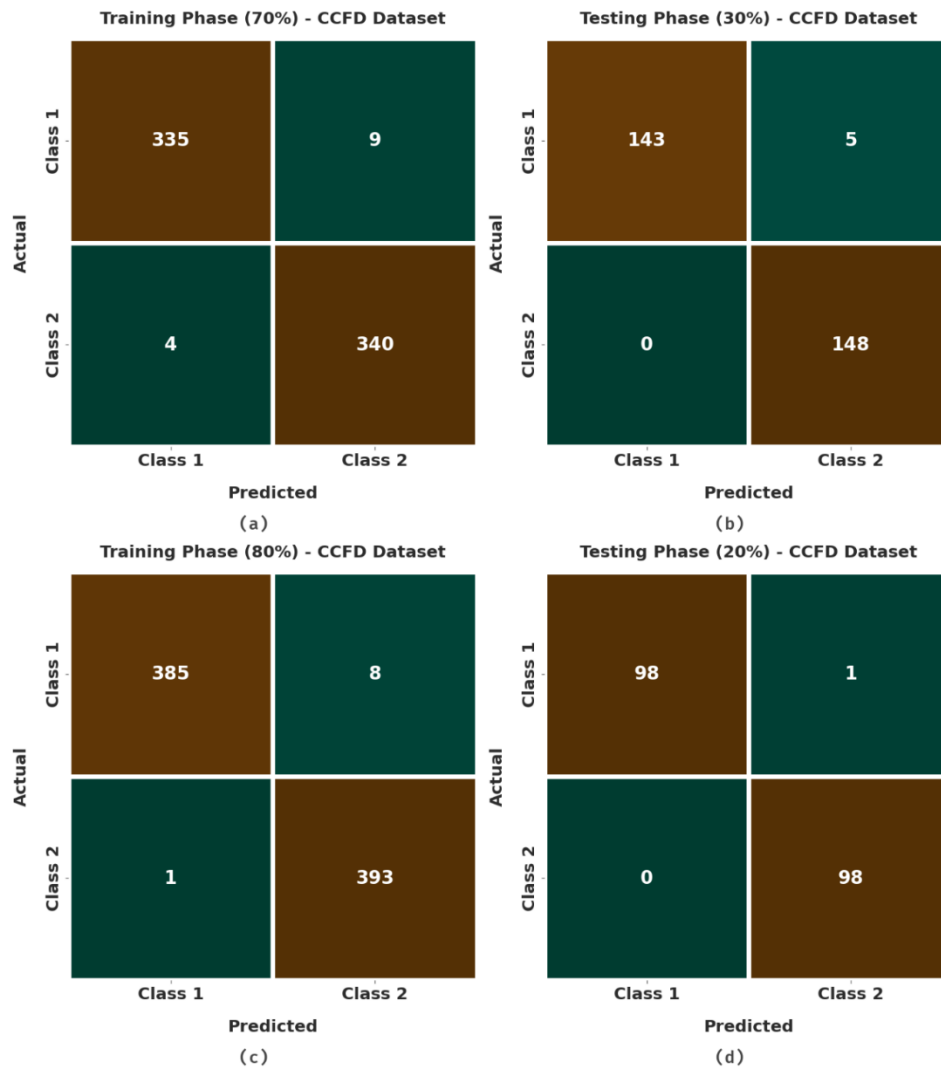 Training Phase (70%) - CCFD Dataset
Actual
Class 1
335
9
Class 2
4
340
Class 1
Class 2
Predicted
(a)
Testing Phase (30%) - CCFD Dataset
Actual
Class 1
143
5
Class 2
0
148
Class 1
Class 2
Predicted
(b)
Training Phase (80%) - CCFD Dataset
Actual
Class 1
385
8
Class 2
1
393
Class 1
Class 2
Predicted
(c)
Testing Phase (20%) - CCFD Dataset
Actual
Class 1
98
1
Class 2
0
98
Class 1
Class 2
Predicted
(d)